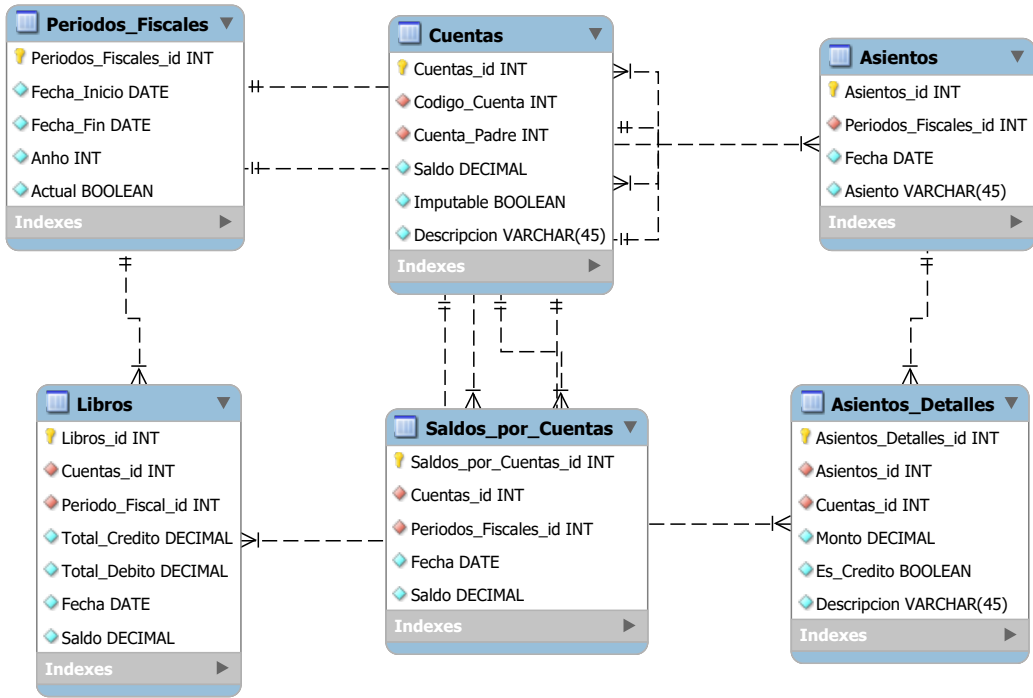 Periodos_Fiscales
Periodos_Fiscales_id INT
Fecha_Inicio DATE
Fecha_Fin DATE
Anho INT
Actual BOOLEAN
Indexes
Cuentas
Cuentas_id INT
Codigo_Cuenta INT
Cuenta_Padre INT
Saldo DECIMAL
Imputable BOOLEAN
Descripcion VARCHAR(45)
Indexes
Asientos
Asientos_id INT
Periodos_Fiscales_id INT
Fecha DATE
Asiento VARCHAR(45)
Indexes
Libros
Libros_id INT
Cuentas_id INT
Periodo_Fiscal_id INT
Total_Credito DECIMAL
Total_Debito DECIMAL
Fecha DATE
Saldo DECIMAL
Indexes
Saldos_por_Cuentas
Saldos_por_Cuentas_id INT
Cuentas_id INT
Periodos_Fiscales_id INT
Fecha DATE
Saldo DECIMAL
Indexes
Asientos_Detalles
Asientos_Detalles_id INT
Asientos_id INT
Cuentas_id INT
Monto DECIMAL
Es_Credito BOOLEAN
Descripcion VARCHAR(45)
Indexes